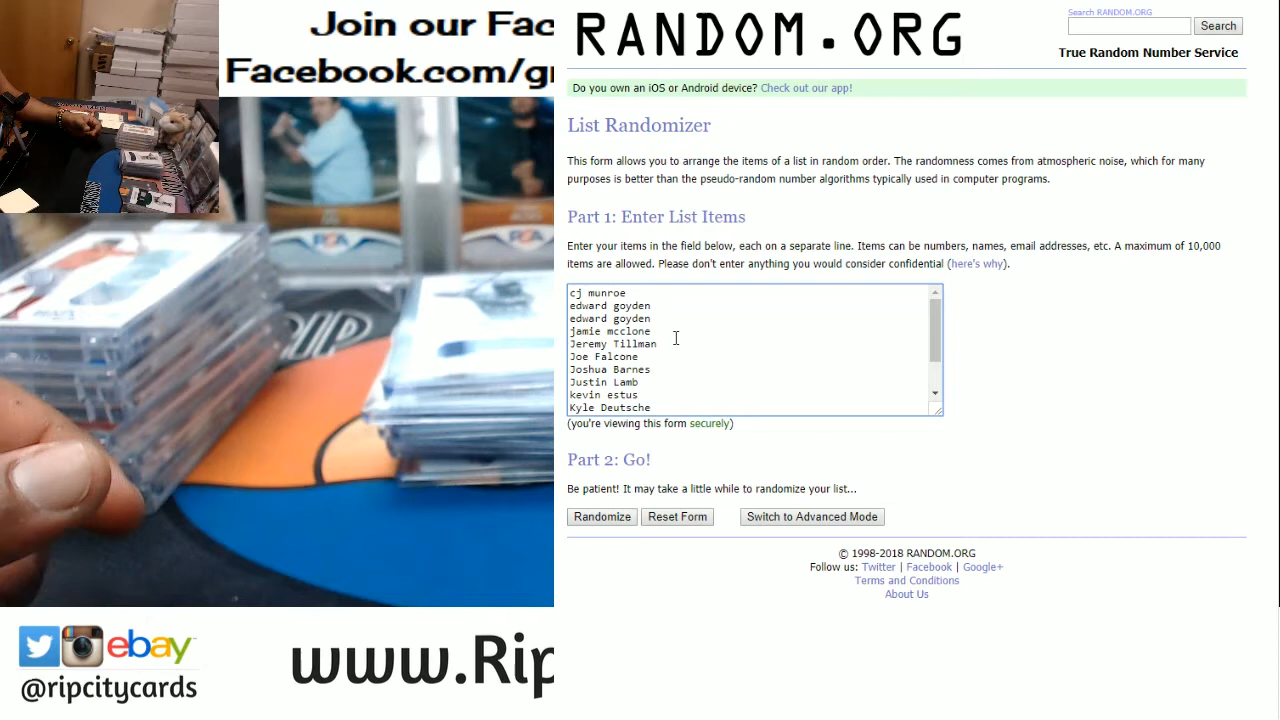 Join our Fac
Facebook.com/gr
RANDOM.ORG
Search RANDOM.ORG
Search
True Random Number Service
Do you own an iOS or Android device? Check out our app!
List Randomizer
This form allows you to arrange the items of a list in random order. The randomness comes from atmospheric noise, which for many
purposes is better than the pseudo-random number algorithms typically used in computer programs.
Part 1: Enter List Items
Enter your items in the field below, each on a separate line. Items can be numbers, names, email addresses, etc. A maximum of 10,000
items are allowed. Please don't enter anything you would consider confidential (here's why).
cj munroe
edward goyden
edward goyden
jamie mcclone
Jeremy Tillman
Joe Falcone
Joshua Barnes
Justin Lamb
kevin estus
Kyle Deutsche
(you're viewing this form securely)
Part 2: Go!
Be patient! It may take a little while to randomize your list...
Randomize
Reset Form
Switch to Advanced Mode
© 1998-2018 RANDOM.ORG
Follow us: Twitter | Facebook | Google+
Terms and Conditions
About Us
RIP
ebay
@ripcitycards
www.Rip